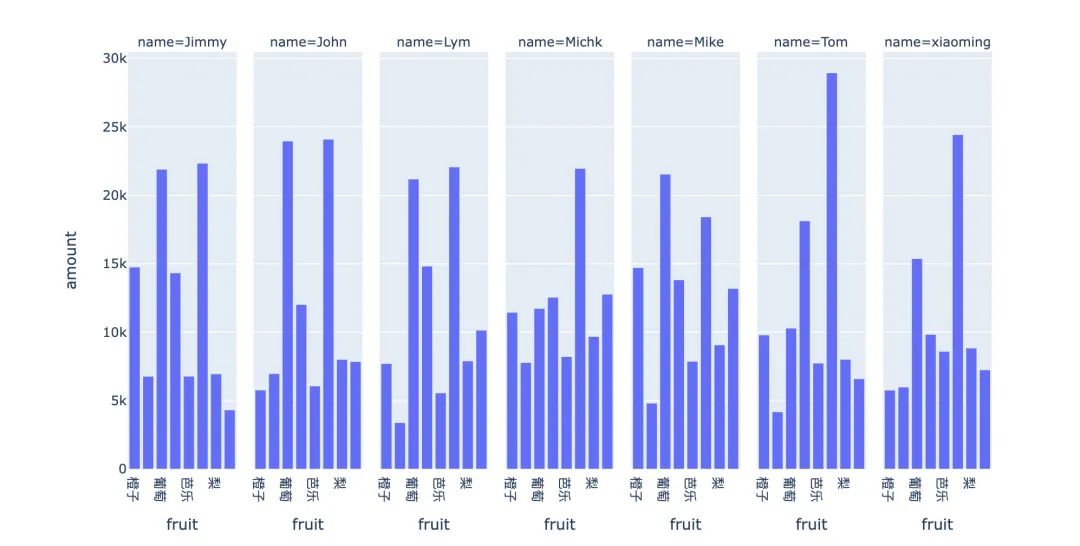 name=Jimmy name=John name=Lym name=Michk name=Mike name=Tom name=xiaoming
30k
25k
20k
15k
10k
5k
0
amount
橙子 葡萄 芭乐 梨 橙子 葡萄 芭乐 梨 橙子 葡萄 芭乐 梨 橙子 葡萄 芭乐 梨 橙子 葡萄 芭乐 梨 橙子 葡萄 芭乐 梨 橙子 葡萄 芭乐 梨
fruit fruit fruit fruit fruit fruit fruit